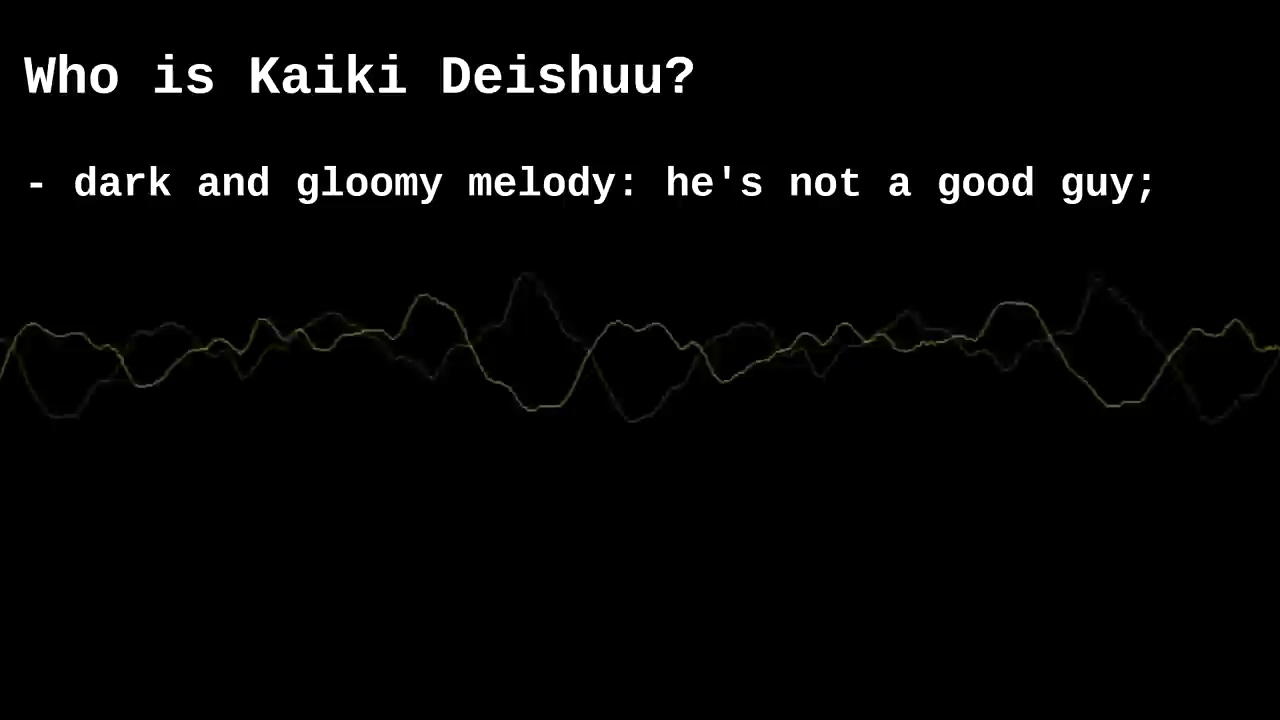 Who is Kaiki Deishuu?
- dark and gloomy melody: he's not a good guy;